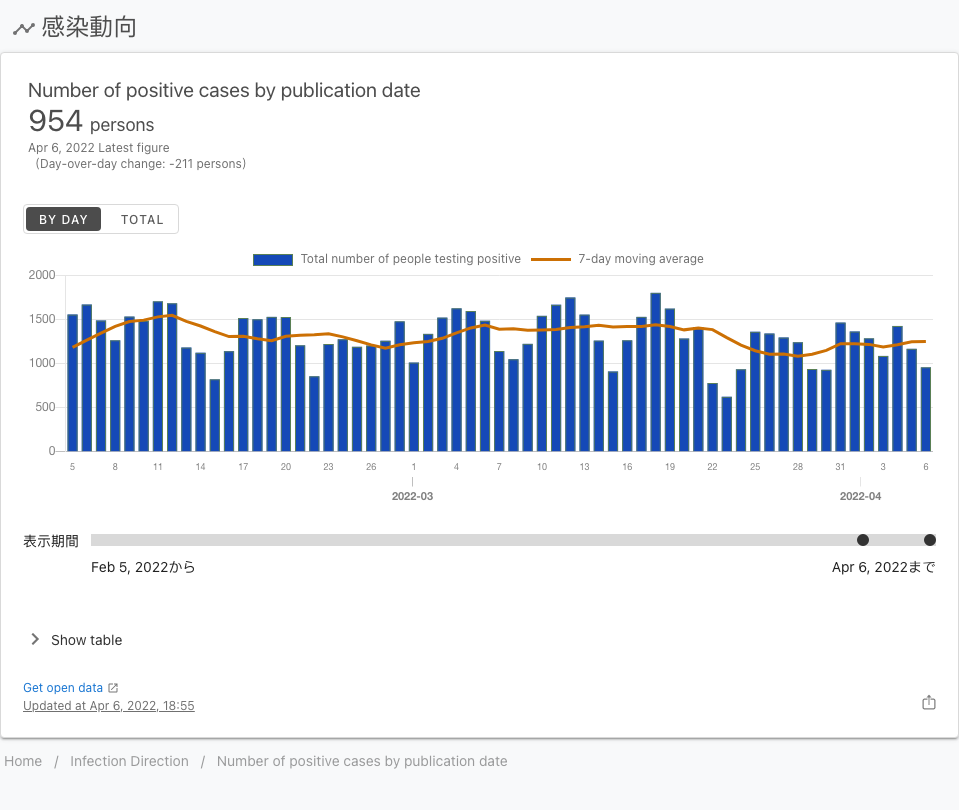 感染動向
Number of positive cases by publication date
954 persons
Apr 6, 2022 Latest figure
(Day-over-day change: -211 persons)
BY DAY TOTAL
Total number of people testing positive 7-day moving average
2000
1500
1000
500
0
5 8 11 14 17 20 23 26 1 4 7 10 13 16 19 22 25 28 31 3 6
2022-03 2022-04
表示期間
Feb 5, 2022から Apr 6, 2022まで
Show table
Get open data
Updated at Apr 6, 2022, 18:55
Home / Infection Direction / Number of positive cases by publication date